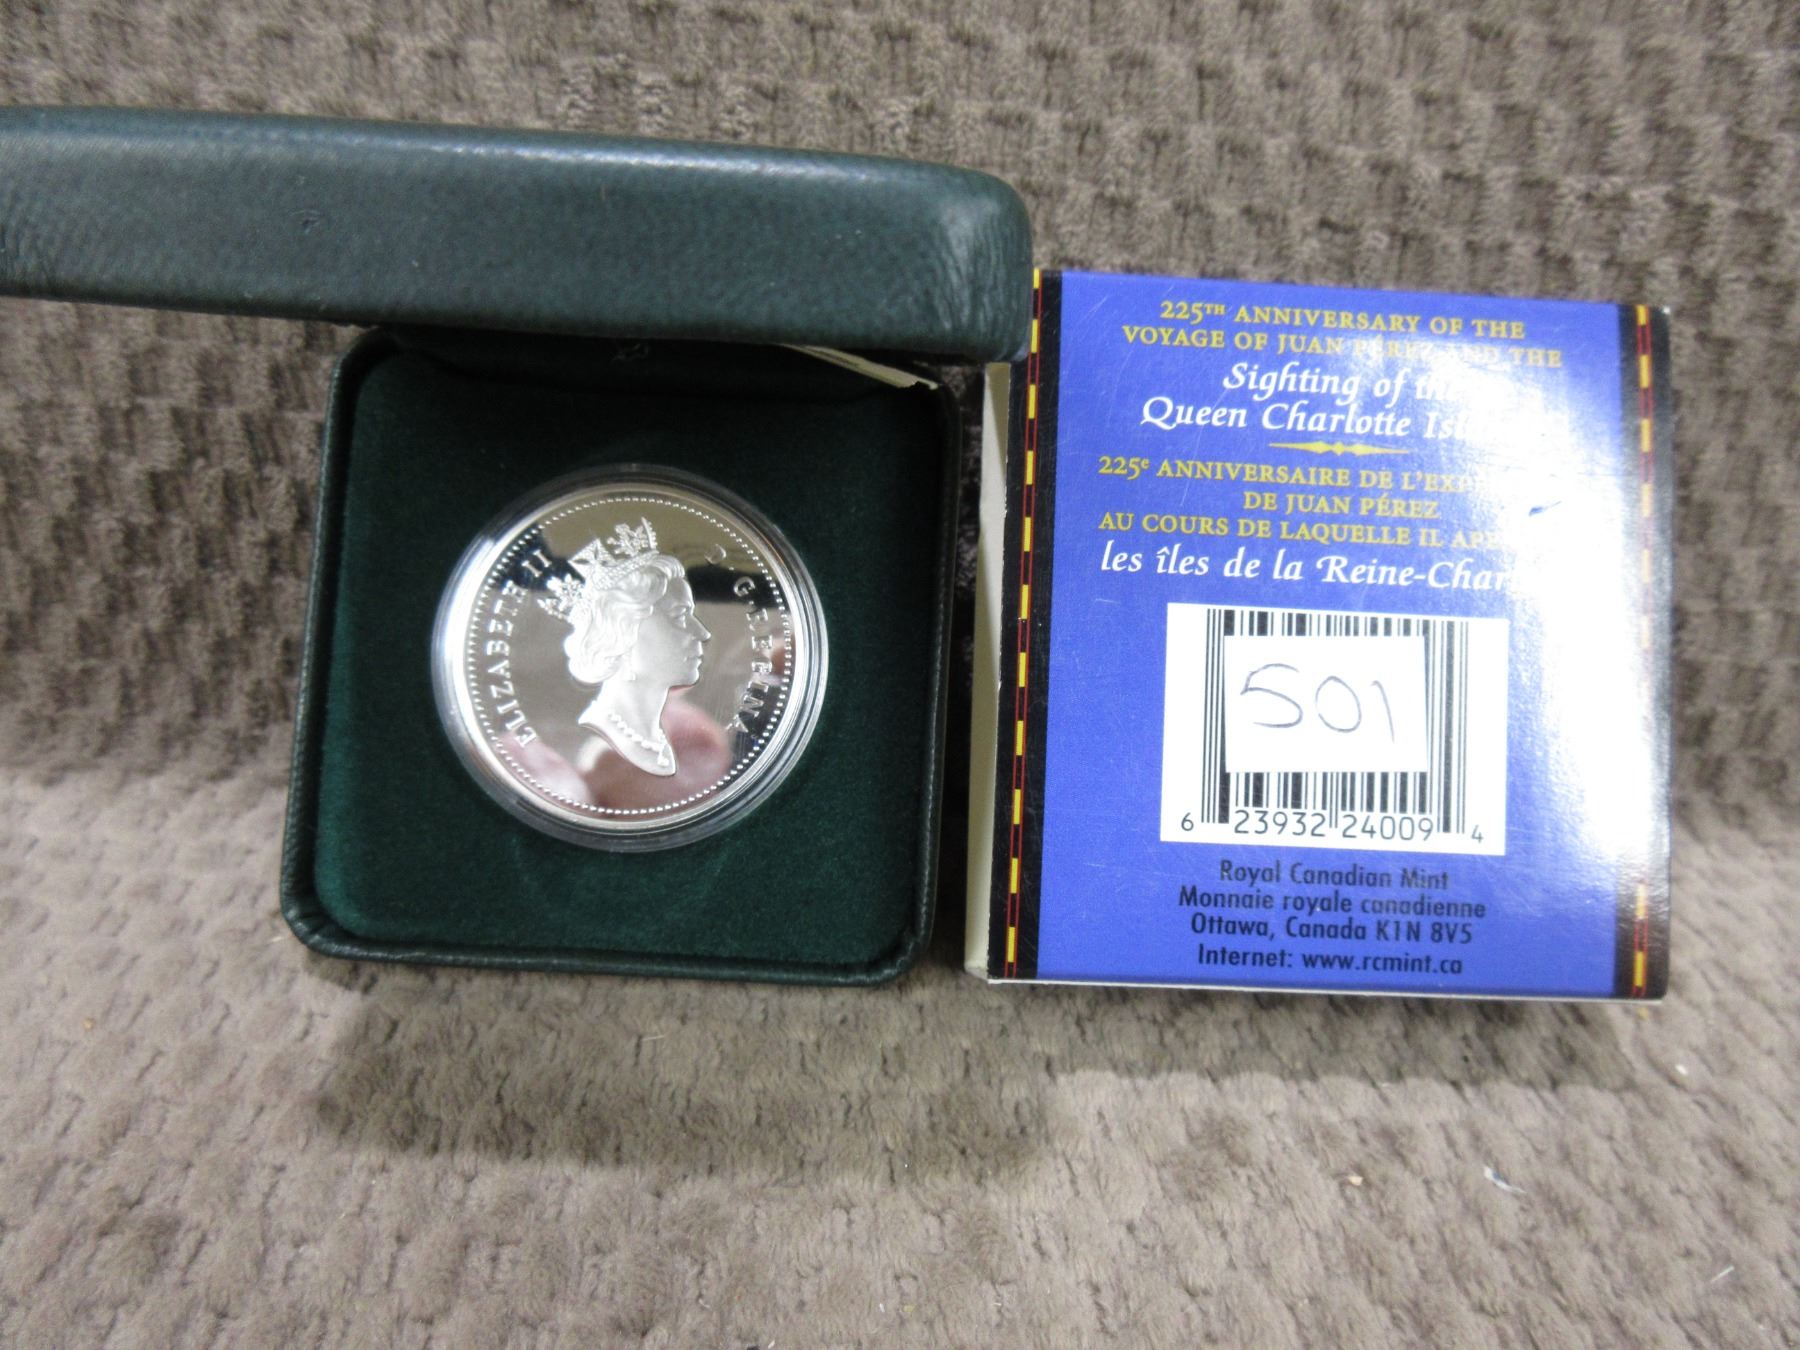 ELIZABETH II D. G. REGINA
225TH ANNIVERSARY OF THE
VOYAGE OF JUAN PÉREZ AND THE
Sighting of the
Queen Charlotte
225e ANNIVERSAIRE DE
DE JUAN PÉREZ
AU COURS DE LAQUELLE IL
les îles de la
501
6 23932 24009 4
Royal Canadian Mint
Monnaie royale canadienne
Ottawa, Canada K1N 8V5
Internet: www.rcmint.ca